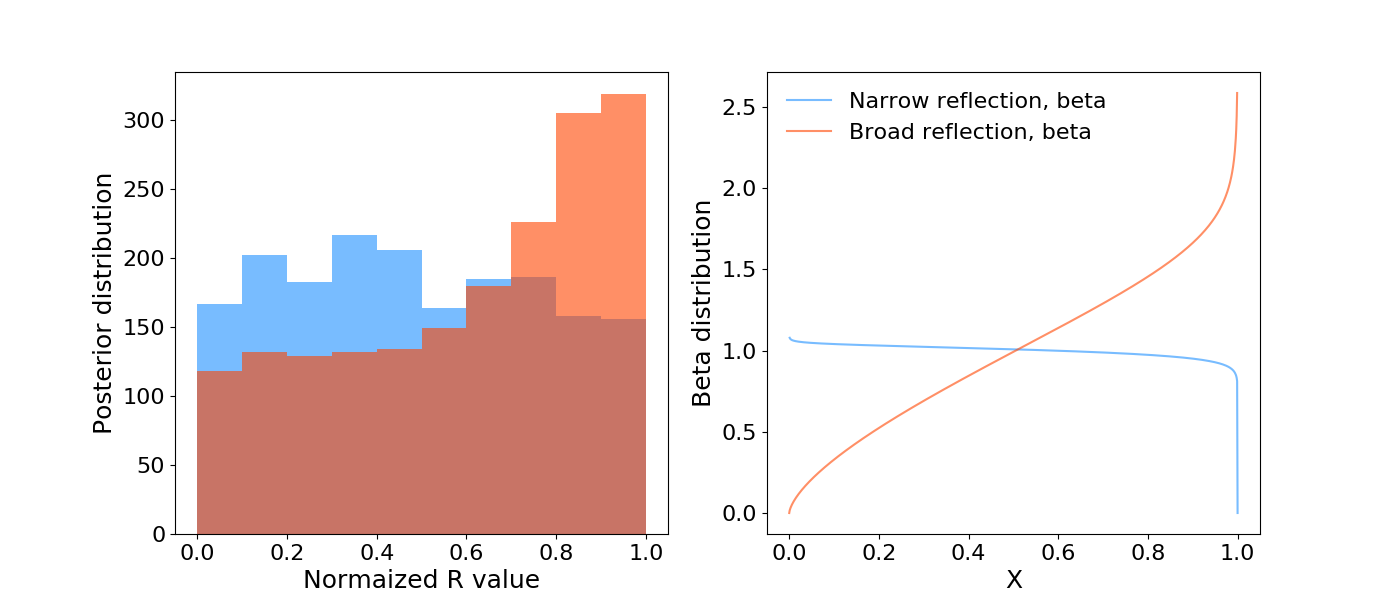 Posterior distribution
300
250
200
150
100
50
0
0.0 0.2 0.4 0.6 0.8 1.0
Normaized R value
Narrow reflection, beta
Broad reflection, beta
Beta distribution
2.5
2.0
1.5
1.0
0.5
0.0
0.0 0.2 0.4 0.6 0.8 1.0
X